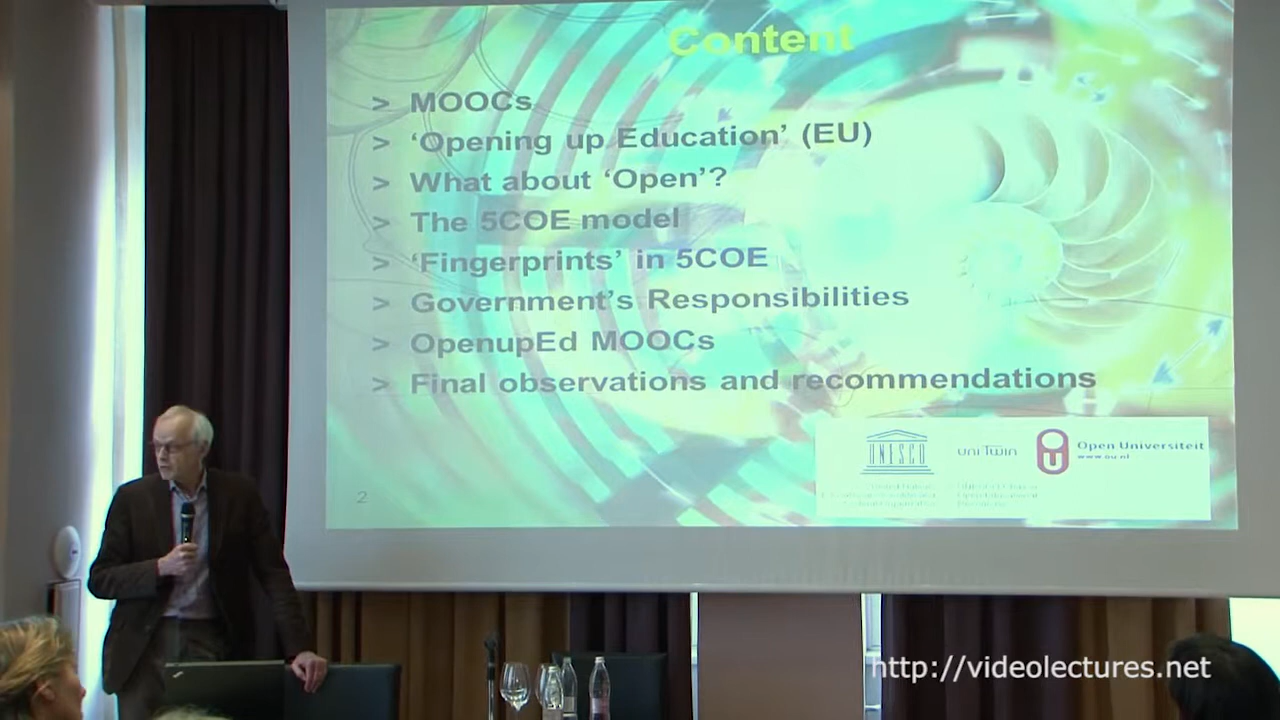 Content
> MOOCs
> ‘Opening up Education’ (EU)
> What about ‘Open’?
> The 5COE model
> ‘Fingerprints’ in 5COE
> Government’s Responsibilities
> OpenupEd MOOCs
> Final observations and recommendations
UNESCO
uniTwin
Open Universiteit
www.ou.nl
2
http://videolectures.net